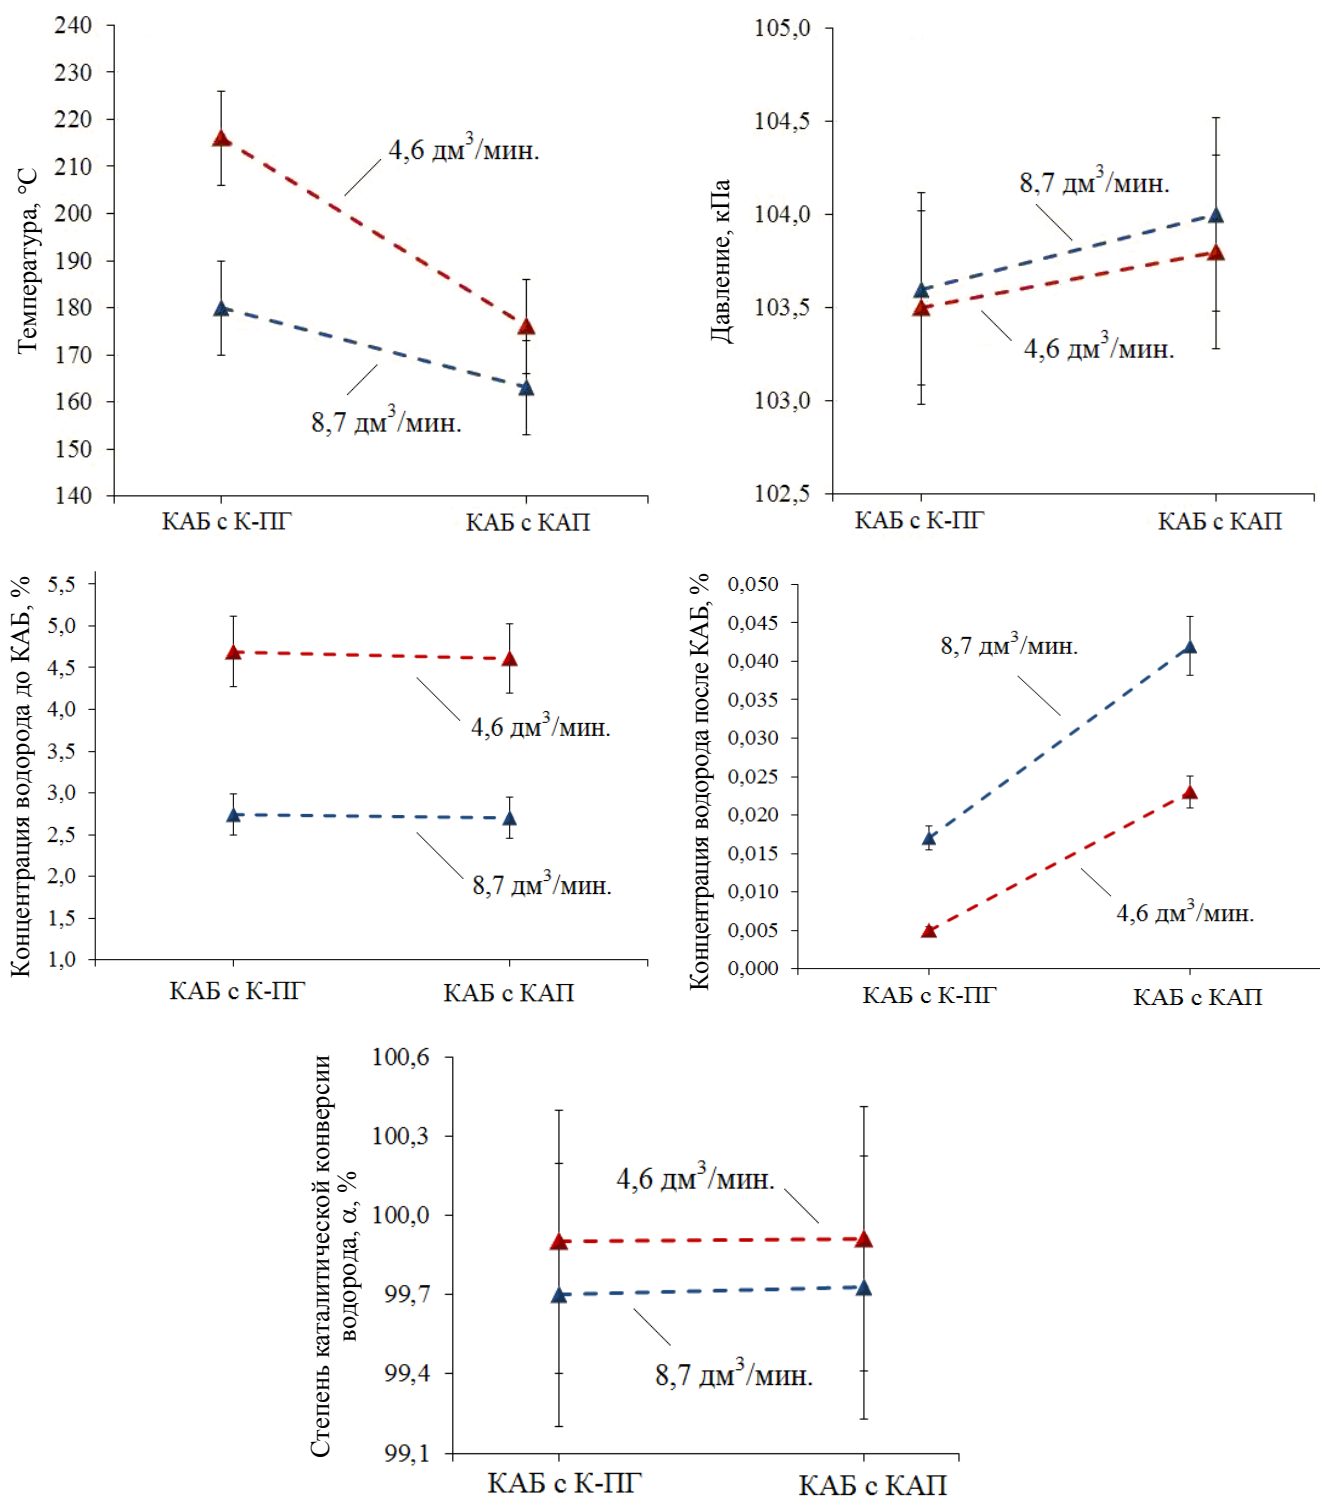 Температура, °C
240
230
220
210
200
190
180
170
160
150
140
4,6 дм³/мин.
8,7 дм³/мин.
КАБ с К-ПГ
КАБ с КАП
Давление, кПа
105,0
104,5
104,0
103,5
103,0
102,5
8,7 дм³/мин.
4,6 дм³/мин.
КАБ с К-ПГ
КАБ с КАП
Концентрация водорода до КАБ, %
5,5
5,0
4,5
4,0
3,5
3,0
2,5
2,0
1,5
1,0
4,6 дм³/мин.
8,7 дм³/мин.
КАБ с К-ПГ
КАБ с КАП
Концентрация водорода после КАБ, %
0,050
0,045
0,040
0,035
0,030
0,025
0,020
0,015
0,010
0,005
0,000
8,7 дм³/мин.
4,6 дм³/мин.
КАБ с К-ПГ
КАБ с КАП
Степень каталитической конверсии
водорода, α, %
100,6
100,3
100,0
99,7
99,4
99,1
4,6 дм³/мин.
8,7 дм³/мин.
КАБ с К-ПГ
КАБ с КАП